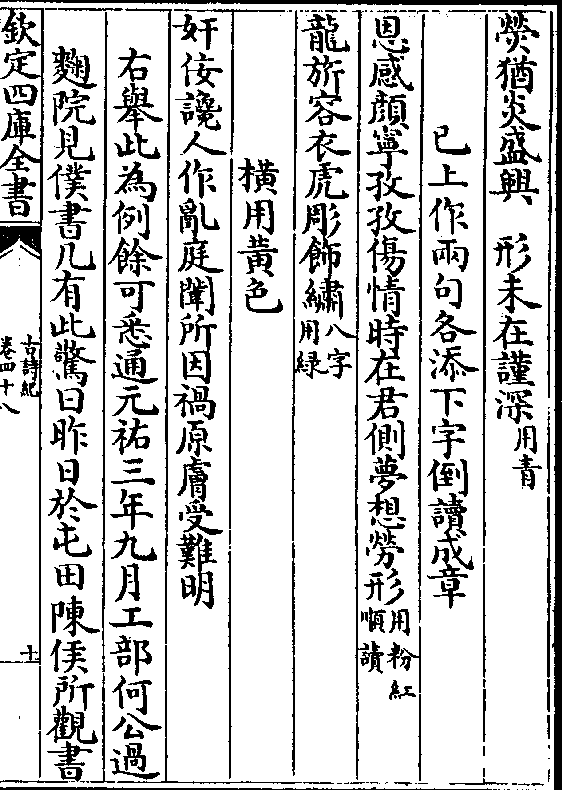 熒猶炎盛興　形未在謹深用青
已上作兩句各添下字倒讀成章
恩感顔寧孜孜傷情時在君側夢想勞形用粉紅順讀
龍旂容衣虎彫飾繡八字用緑
橫用黄色
奸佞讒人作亂庭闈所因禍原膚受難明
右舉此為例餘可悉通元祐三年九月工部何公過
麴院見僕書几有此驚曰昨日於屯田陳侯所觀書
欽定四庫全書
古詩紀
卷四十八
十